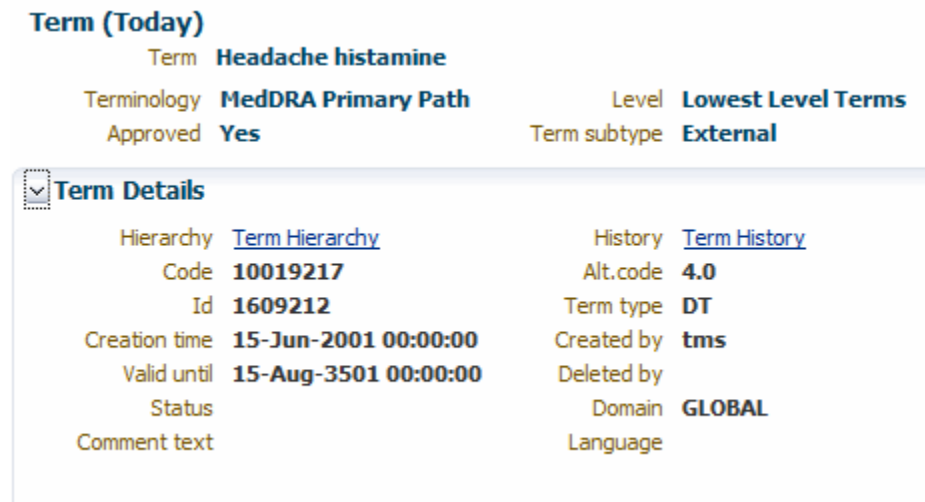 Term (Today)
Term Headache histamine
Terminology MedDRA Primary Path Level Lowest Level Terms
Approved Yes Term subtype External
Term Details
Hierarchy Term Hierarchy History Term History
Code 10019217 Alt.code 4.0
Id 1609212 Term type DT
Creation time 15-Jun-2001 00:00:00 Created by tms
Valid until 15-Aug-3501 00:00:00 Deleted by
Status Domain GLOBAL
Comment text Language